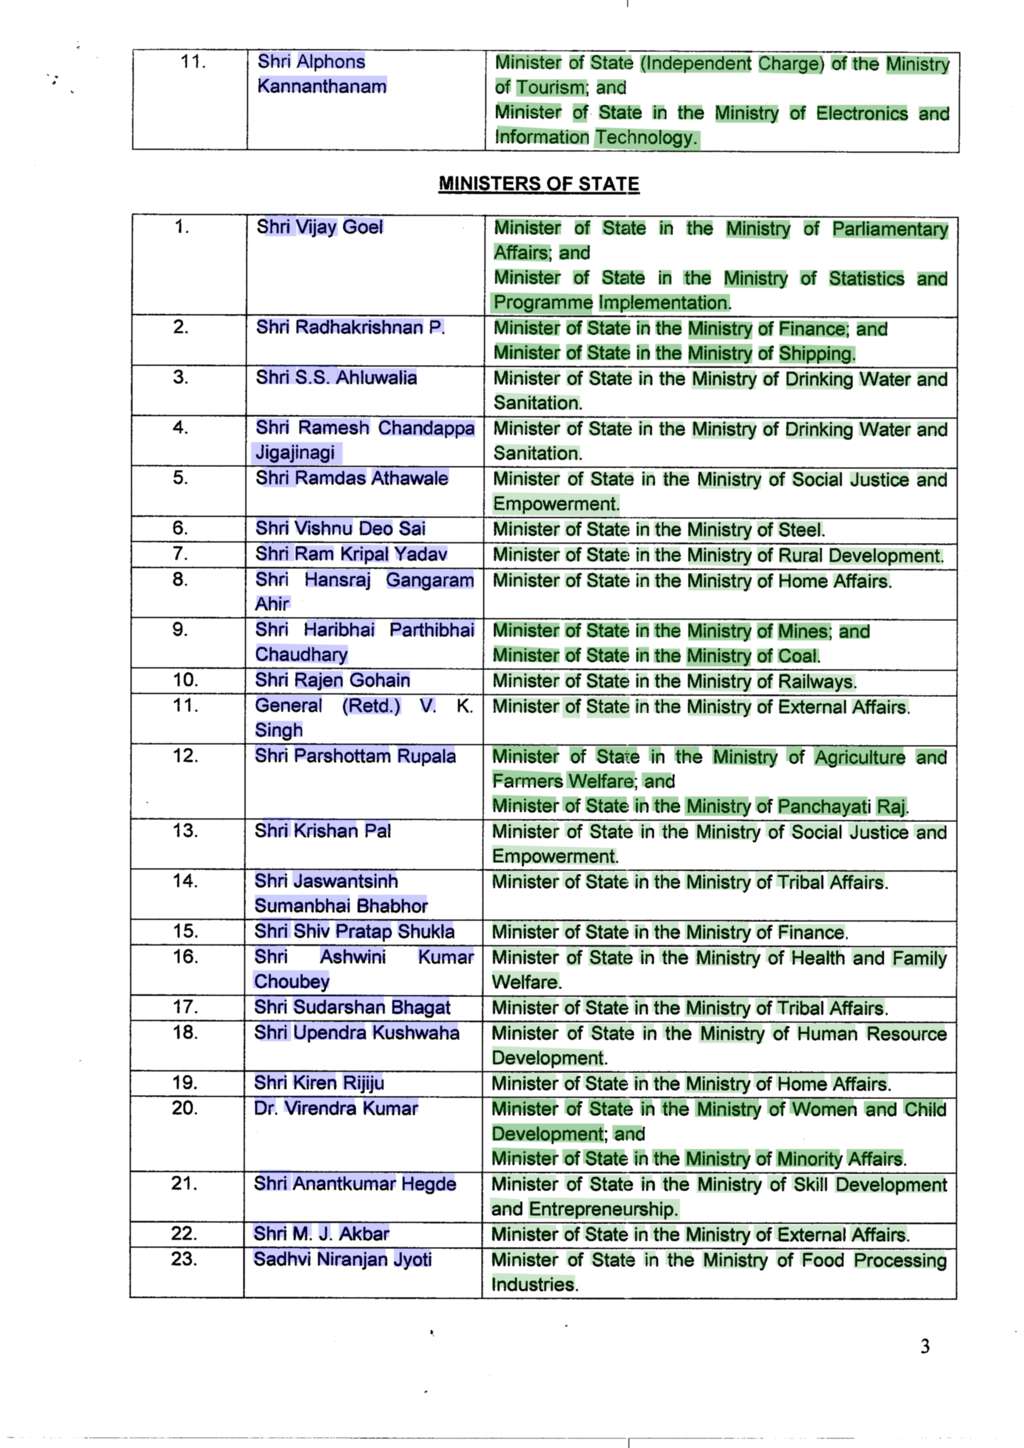 11. Shri Alphons Minister of State (Independent Charge) of the Ministry
Kannanthanam of Tourism; and
Minister of State in the Ministry of Electronics and
Information Technology.
MINISTERS OF STATE
1. Shri Vijay Goel Minister of State in the Ministry of Parliamentary
Affairs; and
Minister of State in the Ministry of Statistics and
Programme Implementation.
2. Shri Radhakrishnan P. Minister of State in the Ministry of Finance; and
Minister of State in the Ministry of Shipping.
3. Shri S.S. Ahluwalia Minister of State in the Ministry of Drinking Water and
Sanitation.
4. Shri Ramesh Chandappa Minister of State in the Ministry of Drinking Water and
Jigajinagi Sanitation.
5. Shri Ramdas Athawale Minister of State in the Ministry of Social Justice and
Empowerment.
6. Shri Vishnu Deo Sai Minister of State in the Ministry of Steel.
7. Shri Ram Kripal Yadav Minister of State in the Ministry of Rural Development.
8. Shri Hansraj Gangaram Minister of State in the Ministry of Home Affairs.
Ahir
9. Shri Haribhai Parthibhai Minister of State in the Ministry of Mines; and
Chaudhary Minister of State in the Ministry of Coal.
10. Shri Rajen Gohain Minister of State in the Ministry of Railways.
11. General (Retd.) V. K. Minister of State in the Ministry of External Affairs.
Singh
12. Shri Parshottam Rupala Minister of State in the Ministry of Agriculture and
Farmers Welfare; and
Minister of State in the Ministry of Panchayati Raj.
13. Shri Krishan Pal Minister of State in the Ministry of Social Justice and
Empowerment.
14. Shri Jaswantsinh Minister of State in the Ministry of Tribal Affairs.
Sumanbhai Bhabhor
15. Shri Shiv Pratap Shukla Minister of State in the Ministry of Finance.
16. Shri Ashwini Kumar Minister of State in the Ministry of Health and Family
Choubey Welfare.
17. Shri Sudarshan Bhagat Minister of State in the Ministry of Tribal Affairs.
18. Shri Upendra Kushwaha Minister of State in the Ministry of Human Resource
Development.
19. Shri Kiren Rijiju Minister of State in the Ministry of Home Affairs.
20. Dr. Virendra Kumar Minister of State in the Ministry of Women and Child
Development; and
Minister of State in the Ministry of Minority Affairs.
21. Shri Anantkumar Hegde Minister of State in the Ministry of Skill Development
and Entrepreneurship.
22. Shri M. J. Akbar Minister of State in the Ministry of External Affairs.
23. Sadhvi Niranjan Jyoti Minister of State in the Ministry of Food Processing
Industries.
3